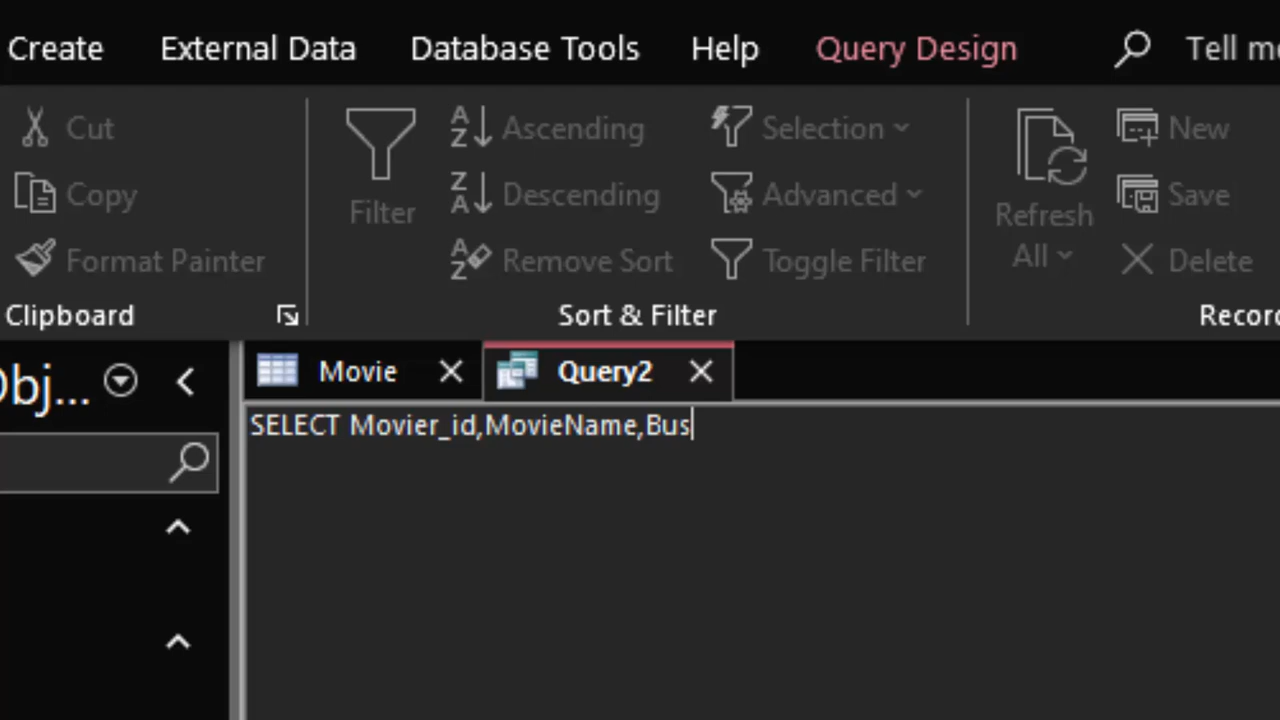 Create External Data Database Tools Help Query Design Tell me
Cut Filter Ascending Selection Refresh All New
Copy Descending Advanced Save
Format Painter Remove Sort Toggle Filter Delete
Clipboard Sort & Filter Recor
Obj... Movie Query2
SELECT Movier_id,MovieName,Bus